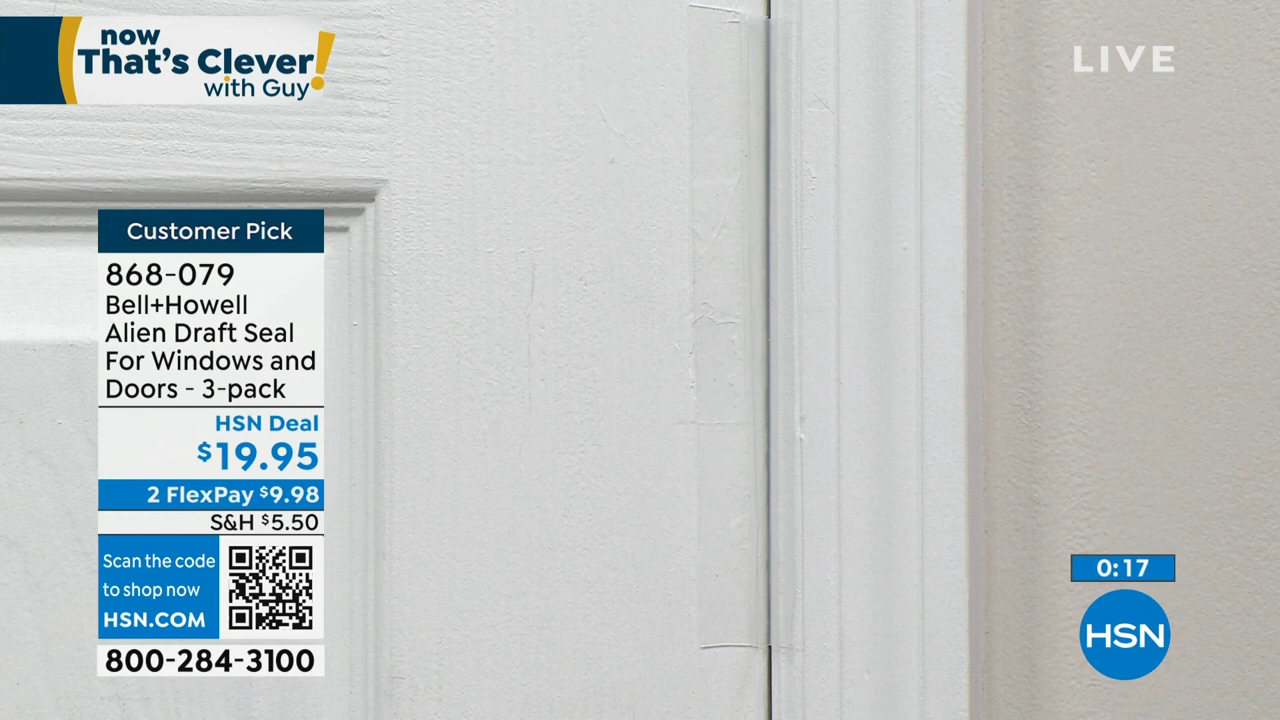 now
That's Clever!
with Guy
LIVE
Customer Pick
868-079
Bell+Howell
Alien Draft Seal
For Windows and
Doors - 3-pack
HSN Deal
$19.95
2 FlexPay $9.98
S&H $5.50
Scan the code
to shop now
HSN.COM
800-284-3100
0:17
HSN